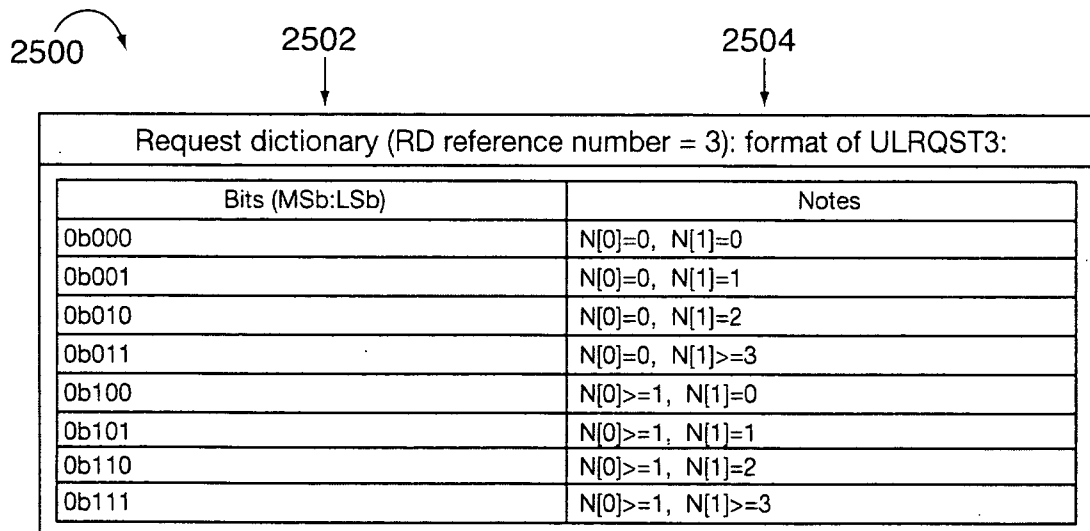 2500 2502 2504
Request dictionary (RD reference number = 3): format of ULRQST3:
Bits (MSb:LSb) Notes
0b000 N[0]=0, N[1]=0
0b001 N[0]=0, N[1]=1
0b010 N[0]=0, N[1]=2
0b011 N[0]=0, N[1]>=3
0b100 N[0]>=1, N[1]=0
0b101 N[0]>=1, N[1]=1
0b110 N[0]>=1, N[1]=2
0b111 N[0]>=1, N[1]>=3